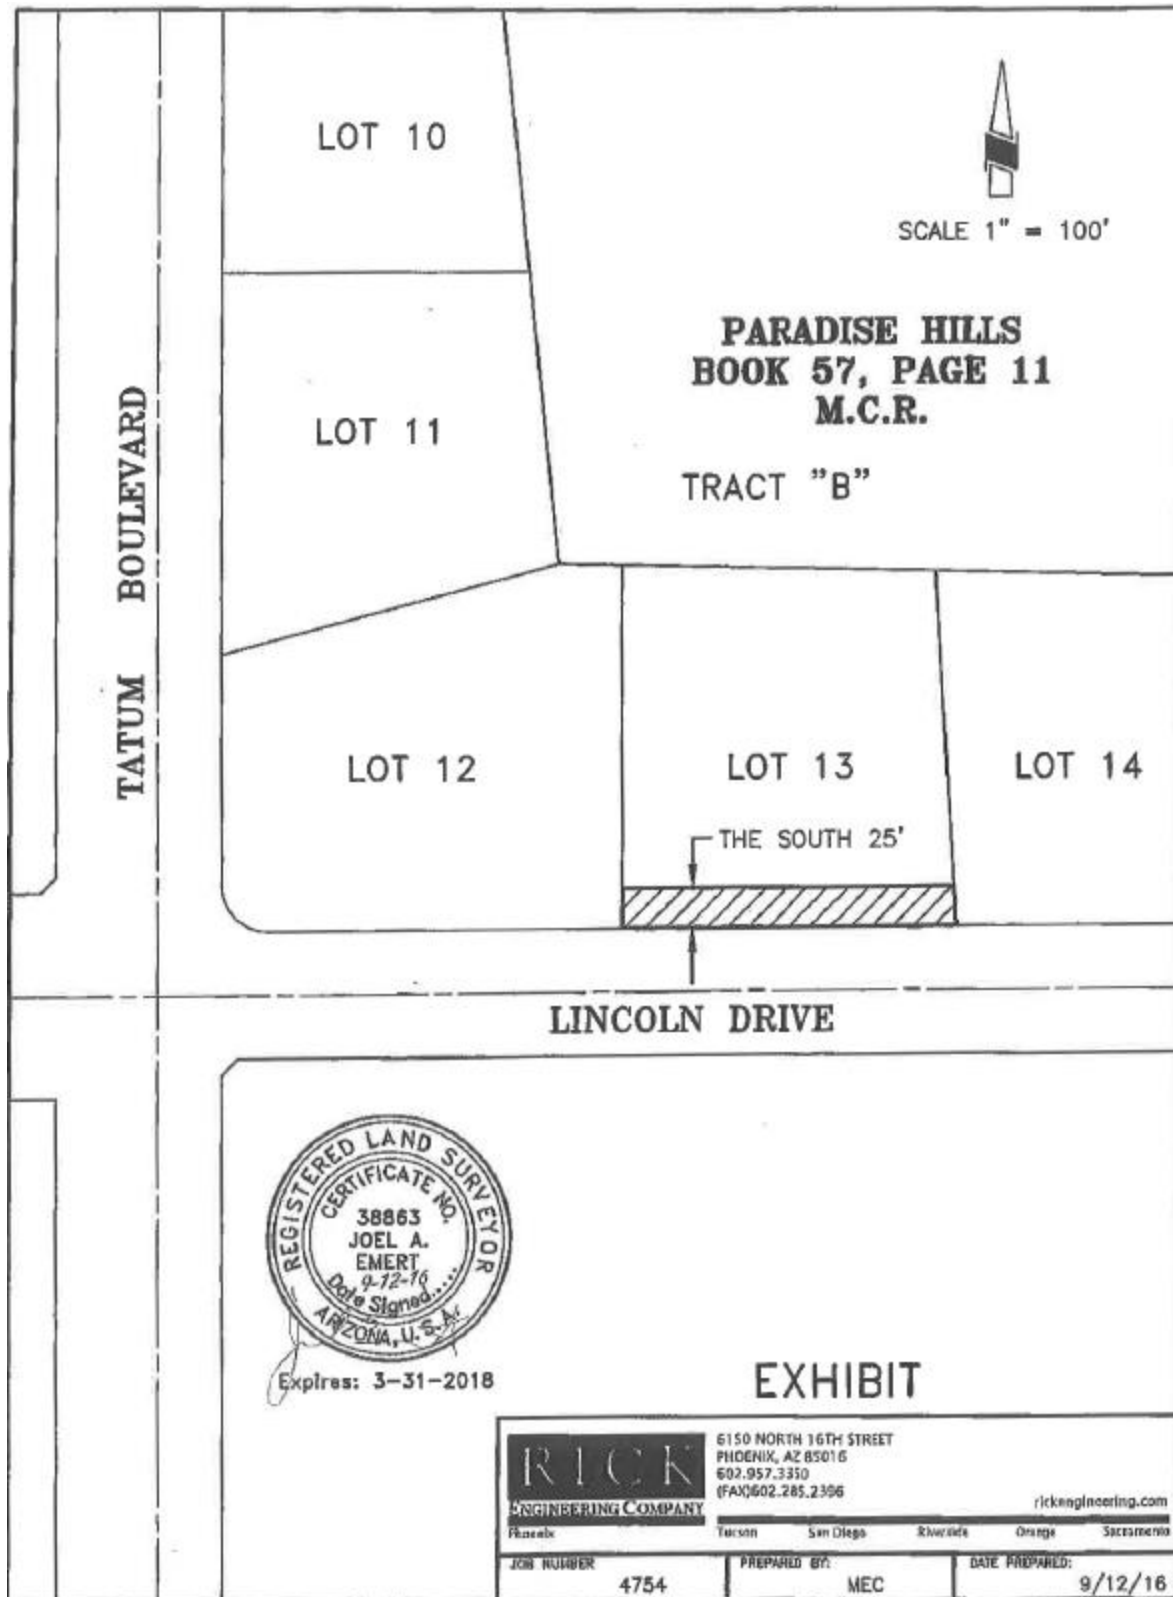 LOT 10
SCALE 1" = 100'
PARADISE HILLS
BOOK 57, PAGE 11
M.C.R.
LOT 11
TRACT "B"
TATUM BOULEVARD
LOT 12
LOT 13
LOT 14
THE SOUTH 25'
LINCOLN DRIVE
REGISTERED LAND SURVEYOR
CERTIFICATE NO.
38863
JOEL A.
EMERT
9-12-16
Date Signed.....
ARIZONA, U.S.A.
Expires: 3-31-2018
EXHIBIT
RICK
ENGINEERING COMPANY
6150 NORTH 16TH STREET
PHOENIX, AZ 85016
602.957.3350
(FAX)602.285.2396
rickengineering.com
Phoenix Tucson San Diego Riverside Orange Sacramento
JOB NUMBER
4754
PREPARED BY:
MEC
DATE PREPARED:
9/12/16